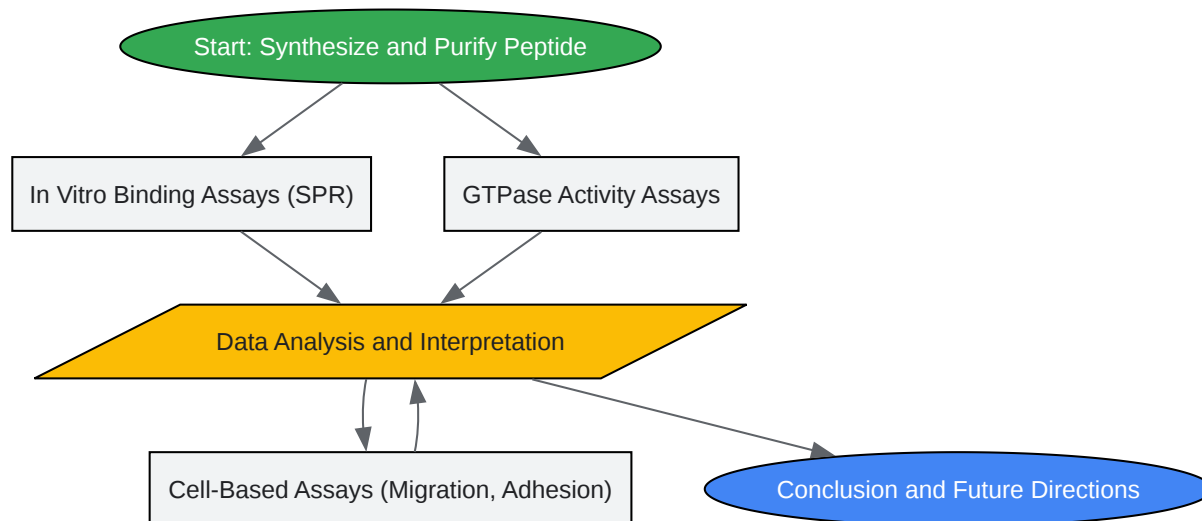 Start: Synthesize and Purify Peptide
In Vitro Binding Assays (SPR)
GTPase Activity Assays
Data Analysis and Interpretation
Cell-Based Assays (Migration, Adhesion)
Conclusion and Future Directions